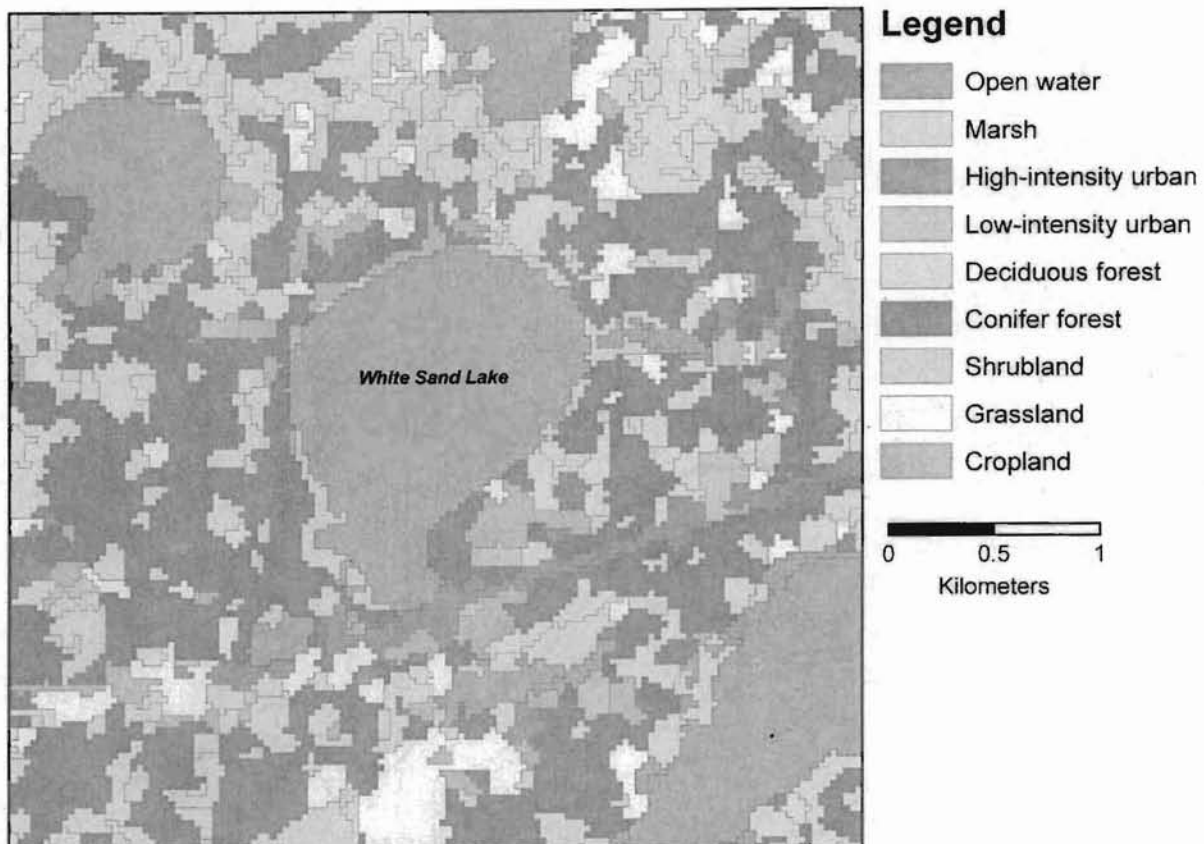 Legend
Open water
Marsh
High-intensity urban
Low-intensity urban
Deciduous forest
Conifer forest
Shrubland
Grassland
Cropland
0 0.5 1
Kilometers
White Sand Lake